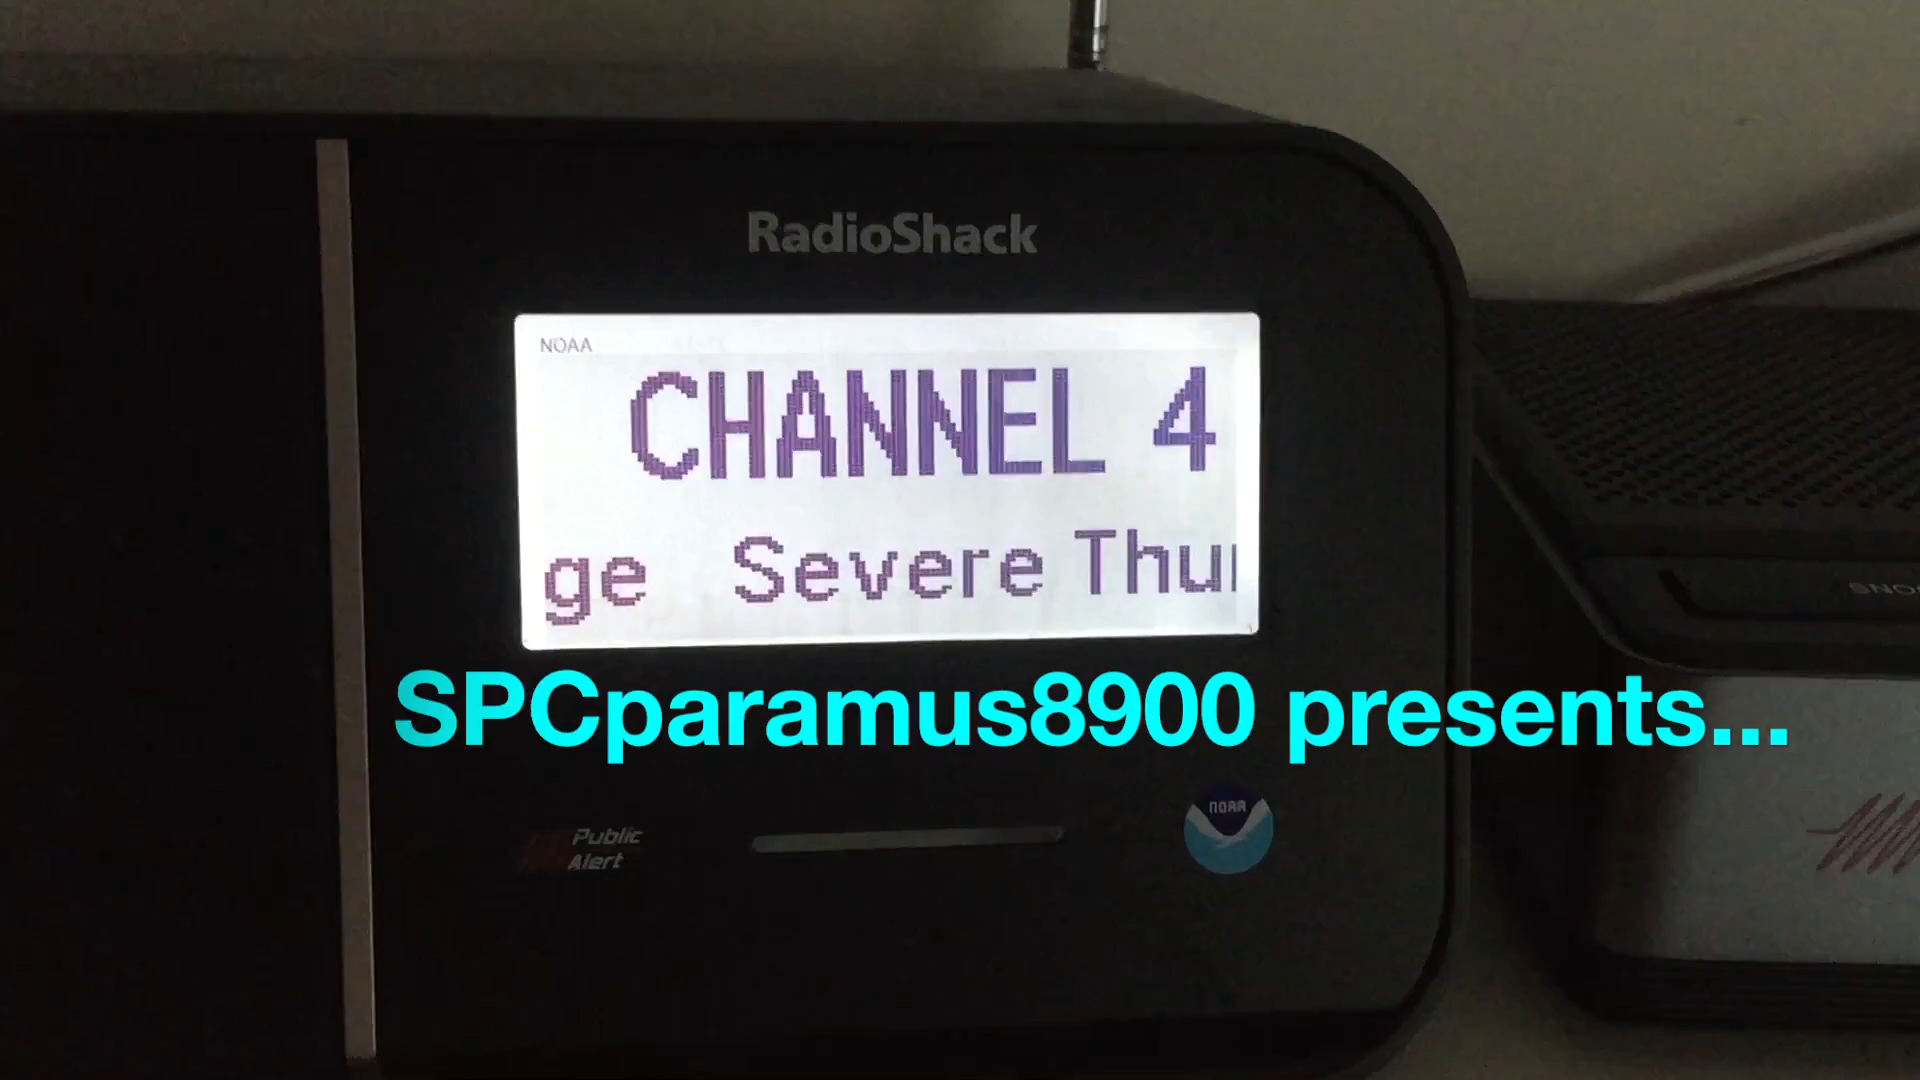 RadioShack
NOAA
CHANNEL 4
ge Severe Thu
SPCparamus8900 presents...
Public
Alert
NOAA